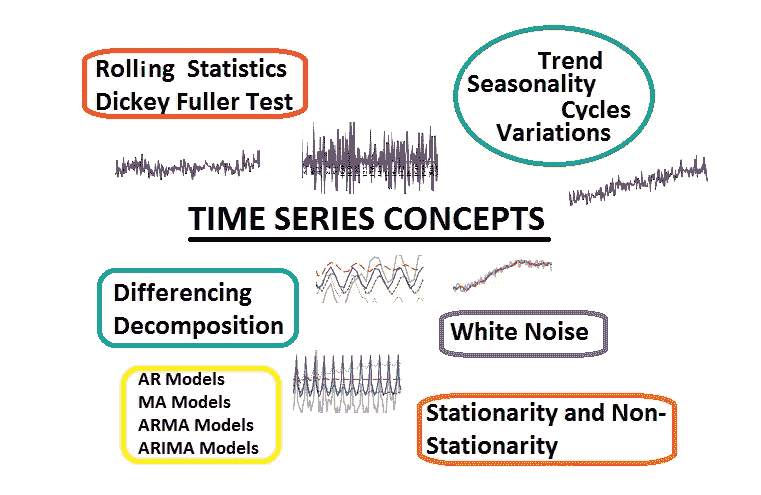 Rolling Statistics
Dickey Fuller Test
Trend
Seasonality
Cycles
Variations
TIME SERIES CONCEPTS
Differencing
Decomposition
White Noise
AR Models
MA Models
ARMA Models
ARIMA Models
Stationarity and Non-
Stationarity